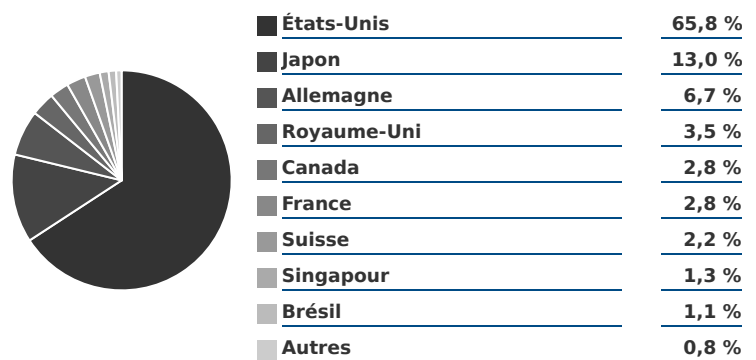 États-Unis 65,8 %
Japon 13,0 %
Allemagne 6,7 %
Royaume-Uni 3,5 %
Canada 2,8 %
France 2,8 %
Suisse 2,2 %
Singapour 1,3 %
Brésil 1,1 %
Autres 0,8 %